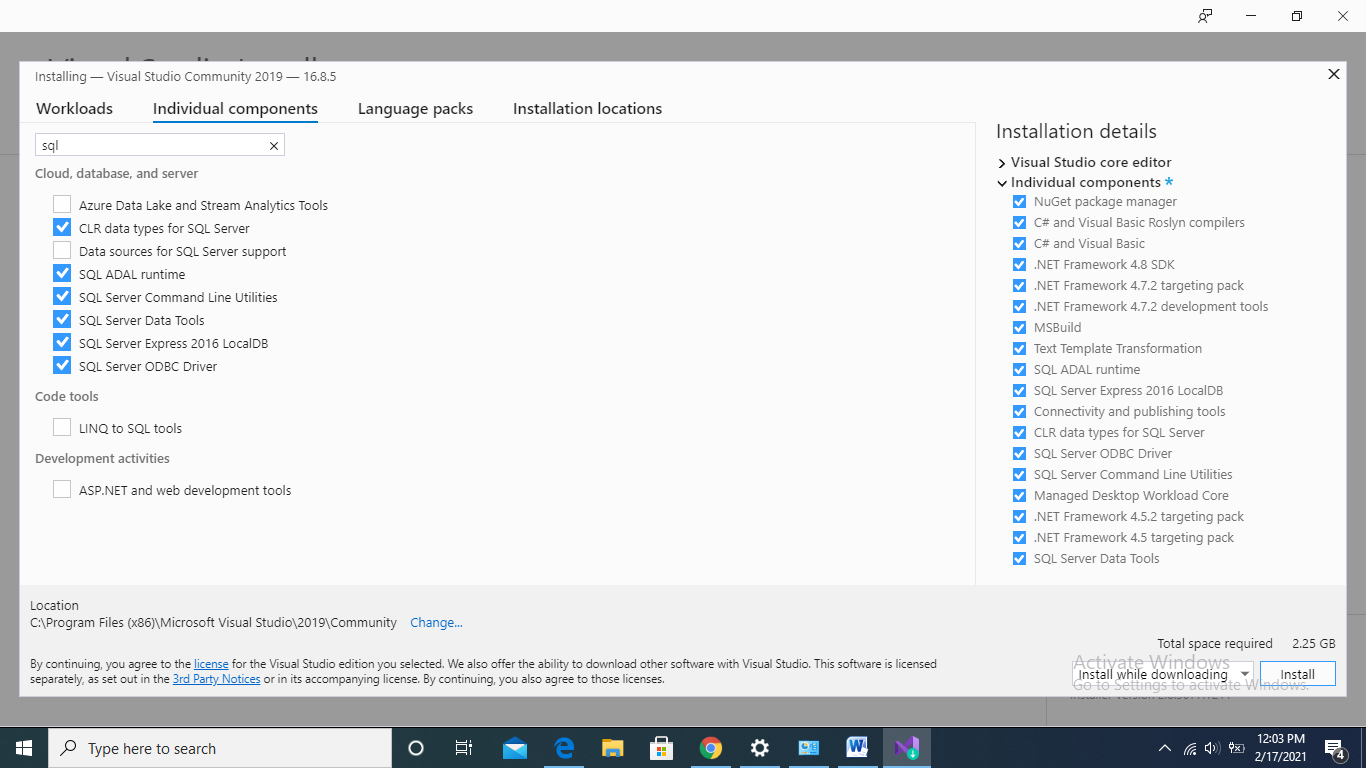 Installing — Visual Studio Community 2019 — 16.8.5
Workloads
Individual components
Language packs
Installation locations
sql
Cloud, database, and server
Azure Data Lake and Stream Analytics Tools
CLR data types for SQL Server
Data sources for SQL Server support
SQL ADAL runtime
SQL Server Command Line Utilities
SQL Server Data Tools
SQL Server Express 2016 LocalDB
SQL Server ODBC Driver
Code tools
LINQ to SQL tools
Development activities
ASP.NET and web development tools
Installation details
Visual Studio core editor
Individual components *
NuGet package manager
C# and Visual Basic Roslyn compilers
C# and Visual Basic
.NET Framework 4.8 SDK
.NET Framework 4.7.2 targeting pack
.NET Framework 4.7.2 development tools
MSBuild
Text Template Transformation
SQL ADAL runtime
SQL Server Express 2016 LocalDB
Connectivity and publishing tools
CLR data types for SQL Server
SQL Server ODBC Driver
SQL Server Command Line Utilities
Managed Desktop Workload Core
.NET Framework 4.5.2 targeting pack
.NET Framework 4.5 targeting pack
SQL Server Data Tools
Location
C:\Program Files (x86)\Microsoft Visual Studio\2019\Community Change...
Total space required 2.25 GB
By continuing, you agree to the license for the Visual Studio edition you selected. We also offer the ability to download other software with Visual Studio. This software is licensed
separately, as set out in the 3rd Party Notices or in its accompanying license. By continuing, you also agree to those licenses.
Activate Windows
Go to Settings to activate Windows.
Install while downloading
Install
Type here to search
12:03 PM
2/17/2021
4